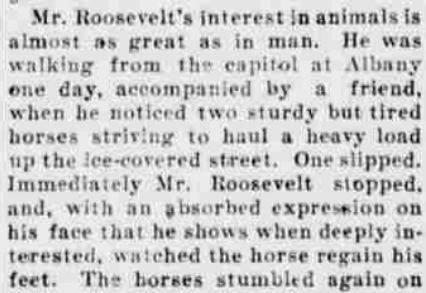 Mr. Roosevelt's interest in animals is
almost as great as in man. He was
walking from the capitol at Albany
one day, accompanied by a friend,
when he noticed two sturdy but tired
horses striving to haul a heavy load
up the ice-covered street. One slipped.
Immediately Mr. Roosevelt stopped,
and, with an absorbed expression on
his face that he shows when deeply in-
terested, watched the horse regain his
feet. The horses stumbled again on